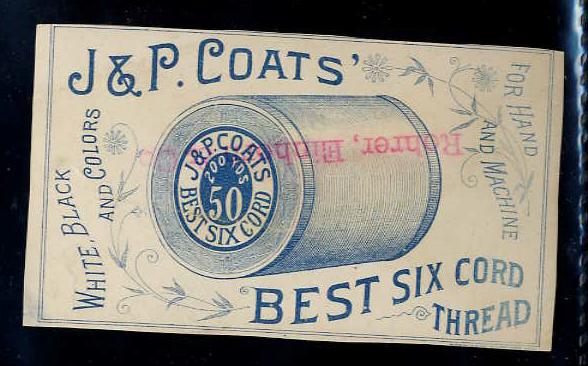 J & P. COATS'
WHITE, BLACK
AND COLORS
FOR HAND
AND MACHINE
J & P. COATS
200 YDS
50
BEST SIX CORD
Rohrer,
BEST SIX CORD
THREAD